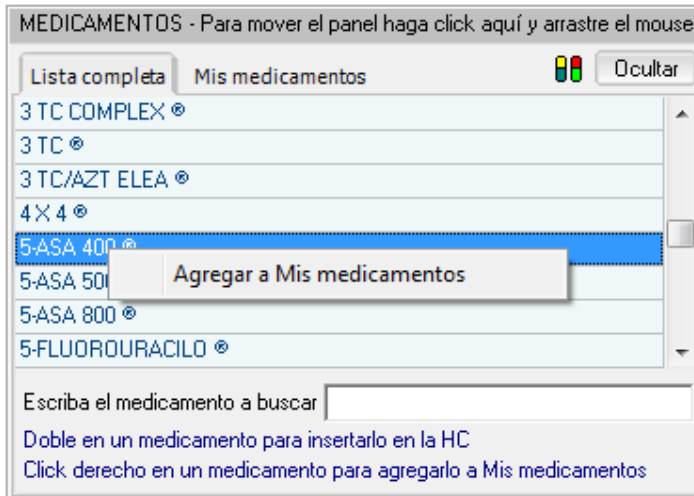 MEDICAMENTOS - Para mover el panel haga click aquí y arrastre el mouse
Lista completa Mis medicamentos Ocultar
3 TC COMPLEX ®
3 TC ®
3 TC/AZT ELEA ®
4 X 4 ®
5-ASA 400 ®
Agregar a Mis medicamentos
5-ASA 500
5-ASA 800 ®
5-FLUOROURACILO ®
Escriba el medicamento a buscar
Doble en un medicamento para insertarlo en la HC
Click derecho en un medicamento para agregarlo a Mis medicamentos